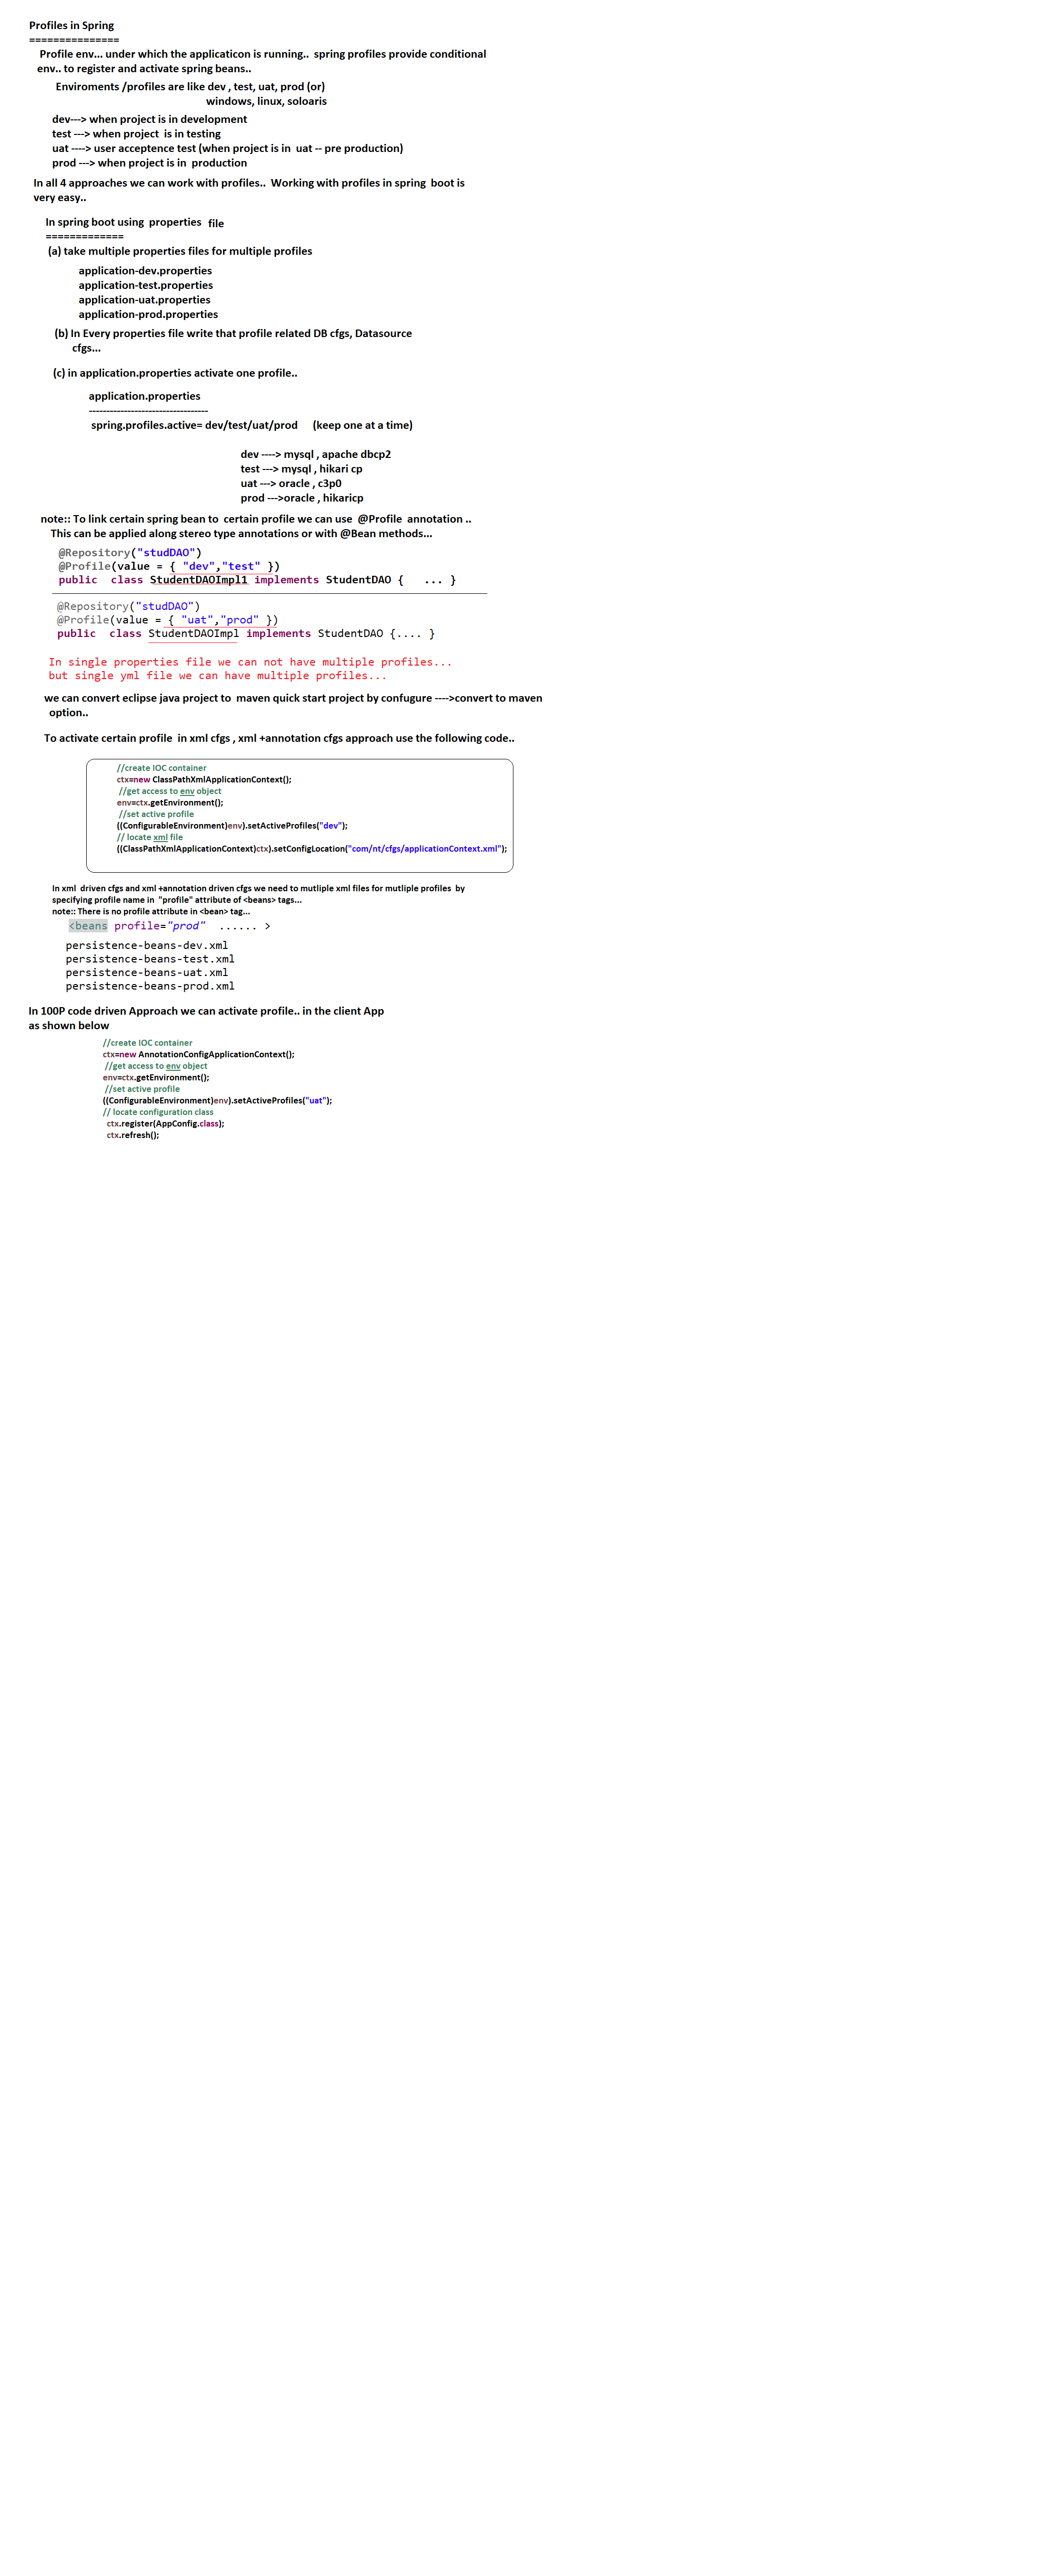 Profiles in Spring
===============
Profile env... under which the applicaticon is running.. spring profiles provide conditional
env.. to register and activate spring beans..
Enviroments /profiles are like dev , test, uat, prod (or)
windows, linux, soloaris
dev---> when project is in development
test ---> when project is in testing
uat ----> user acceptence test (when project is in uat -- pre production)
prod ---> when project is in production
In all 4 approaches we can work with profiles.. Working with profiles in spring boot is
very easy..
In spring boot using properties file
=============
(a) take multiple properties files for multiple profiles
application-dev.properties
application-test.properties
application-uat.properties
application-prod.properties
(b) In Every properties file write that profile related DB cfgs, Datasource
cfgs...
(c) in application.properties activate one profile..
application.properties
----------------------------------
spring.profiles.active= dev/test/uat/prod (keep one at a time)
dev ----> mysql , apache dbcp2
test ---> mysql , hikari cp
uat ---> oracle , c3p0
prod --->oracle , hikaricp
note:: To link certain spring bean to certain profile we can use @Profile annotation ..
This can be applied along stereo type annotations or with @Bean methods...
@Repository("studDAO")
@Profile(value = { "dev","test" })
public class StudentDAOImpl1 implements StudentDAO { ... }
@Repository("studDAO")
@Profile(value = { "uat","prod" })
public class StudentDAOImpl implements StudentDAO {.... }
In single properties file we can not have multiple profiles...
but single yml file we can have multiple profiles...
we can convert eclipse java project to maven quick start project by confugure ---->convert to maven
option..
To activate certain profile in xml cfgs , xml +annotation cfgs approach use the following code..
//create IOC container
ctx=new ClassPathXmlApplicationContext();
//get access to env object
env=ctx.getEnvironment();
//set active profile
((ConfigurableEnvironment)env).setActiveProfiles("dev");
// locate xml file
((ClassPathXmlApplicationContext)ctx).setConfigLocation("com/nt/cfgs/applicationContext.xml");
In xml driven cfgs and xml +annotation driven cfgs we need to mutliple xml files for mutliple profiles by
specifying profile name in "profile" attribute of <beans> tags...
note:: There is no profile attribute in <bean> tag...
<beans profile="prod" ...... >
persistence-beans-dev.xml
persistence-beans-test.xml
persistence-beans-uat.xml
persistence-beans-prod.xml
In 100P code driven Approach we can activate profile.. in the client App
as shown below
//create IOC container
ctx=new AnnotationConfigApplicationContext();
//get access to env object
env=ctx.getEnvironment();
//set active profile
((ConfigurableEnvironment)env).setActiveProfiles("uat");
// locate configuration class
ctx.register(AppConfig.class);
ctx.refresh();